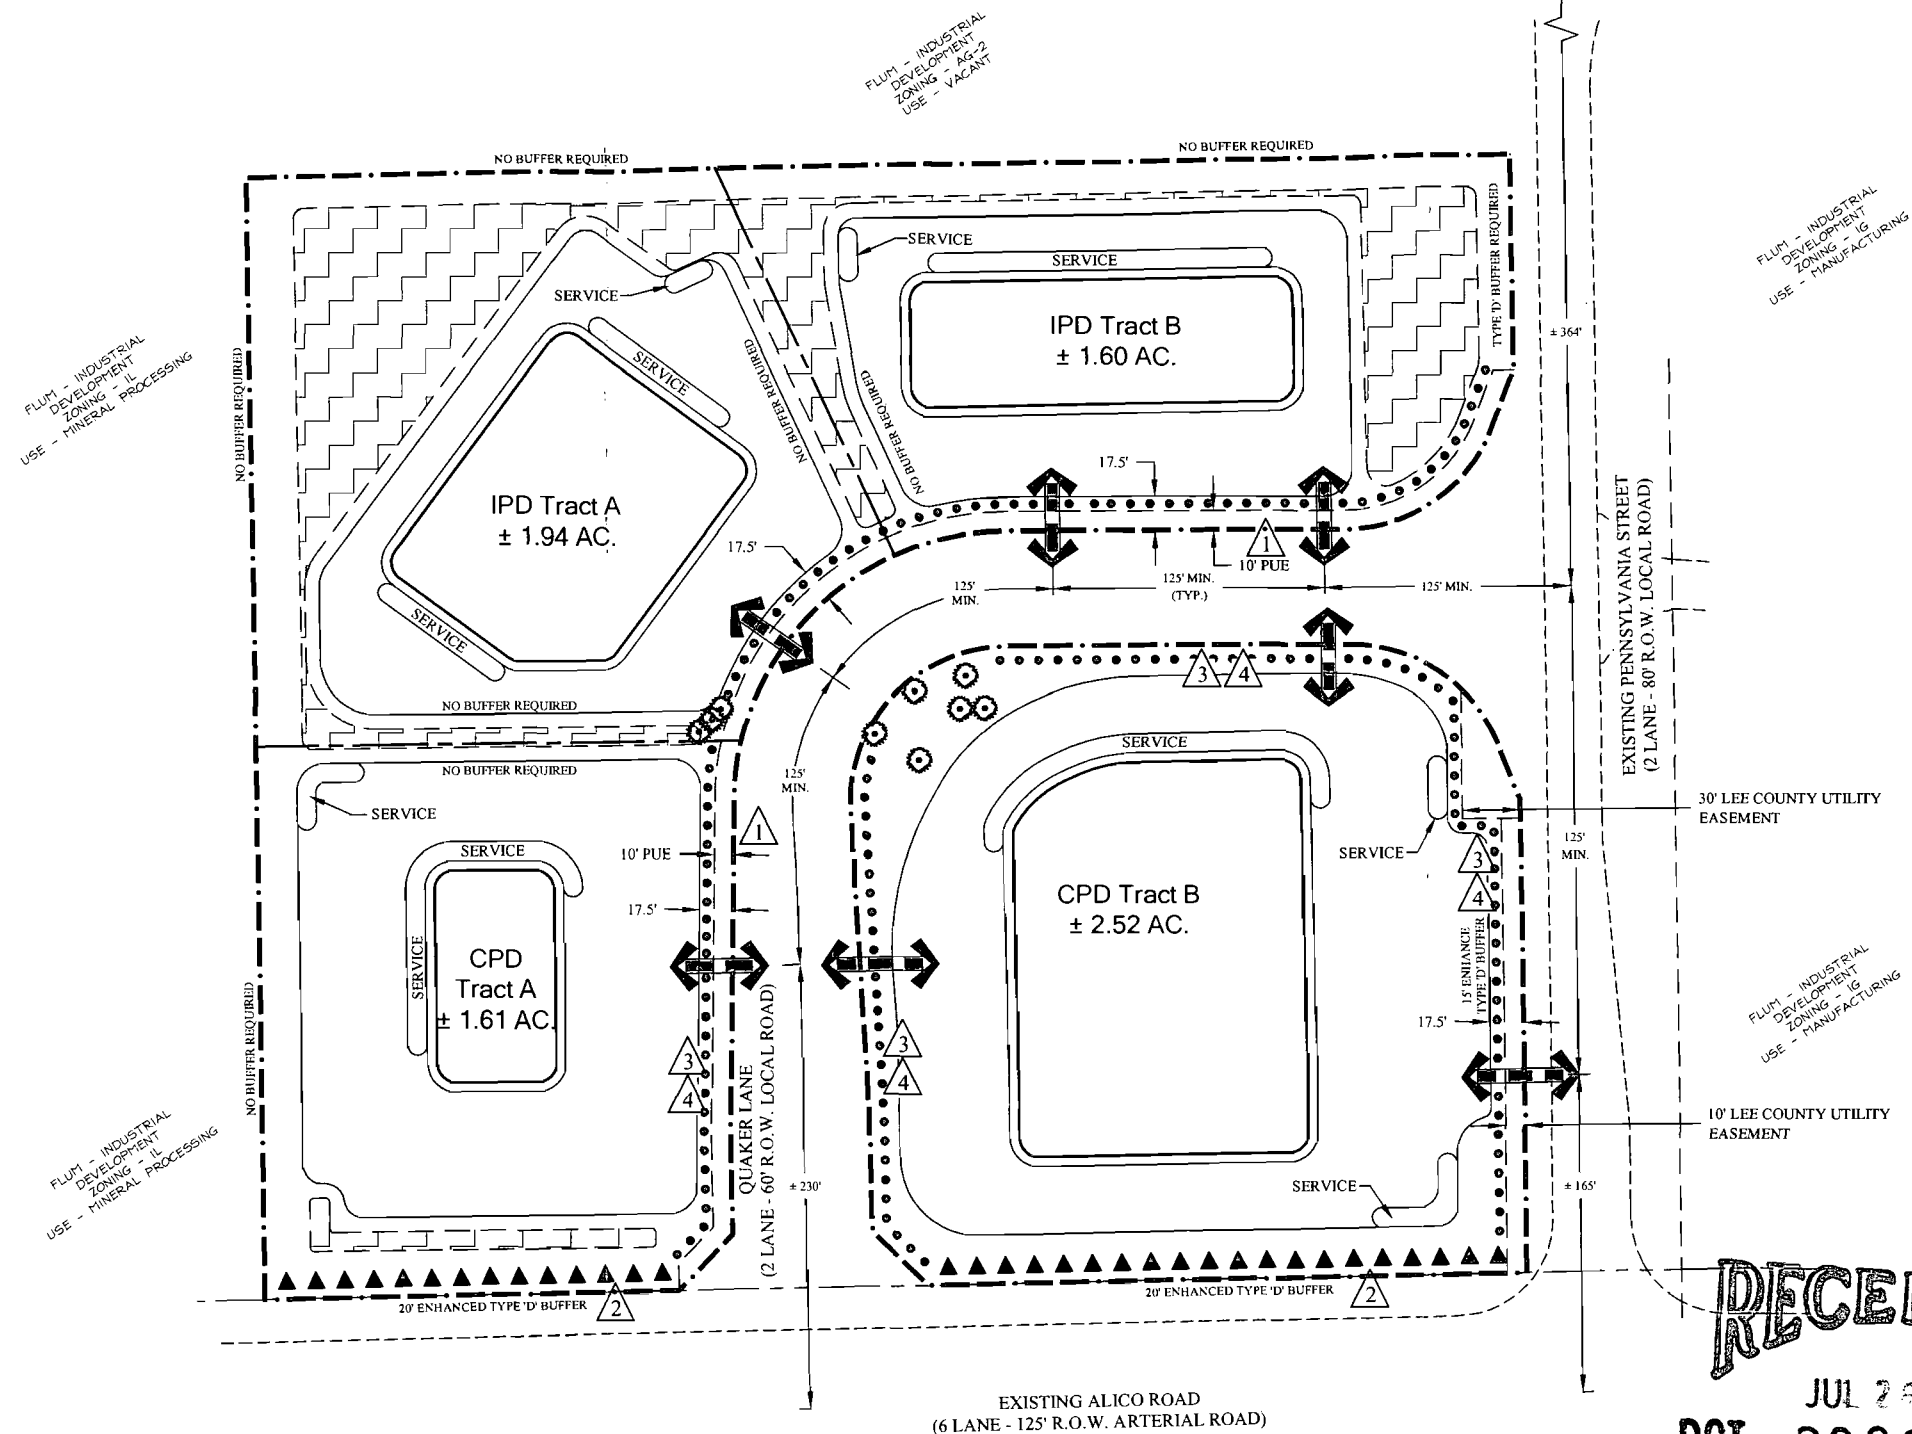 FLUM - INDUSTRIAL
DEVELOPMENT
ZONING - AG-2
USE - VACANT
NO BUFFER REQUIRED
NO BUFFER REQUIRED
TYPE 'D' BUFFER REQUIRED
FLUM - INDUSTRIAL
DEVELOPMENT
ZONING - IG
USE - MANUFACTURING
SERVICE
SERVICE
SERVICE
IPD Tract B
± 1.60 AC.
± 364'
FLUM - INDUSTRIAL
DEVELOPMENT
ZONING - IL
USE - MINERAL PROCESSING
NO BUFFER REQUIRED
SERVICE
NO BUFFER REQUIRED
NO BUFFER REQUIRED
IPD Tract A
± 1.94 AC.
17.5'
17.5'
1
10' PUE
125'
MIN.
125' MIN.
(TYP.)
125' MIN.
EXISTING PENNSYLVANIA STREET
(2 LANE - 80' R.O.W. LOCAL ROAD)
SERVICE
3
4
NO BUFFER REQUIRED
NO BUFFER REQUIRED
SERVICE
125'
MIN.
SERVICE
30' LEE COUNTY UTILITY
EASEMENT
1
10' PUE
SERVICE
SERVICE
125'
MIN.
3
4
CPD Tract B
± 2.52 AC.
17.5'
SERVICE
CPD
Tract A
± 1.61 AC.
15' ENHANCE
TYPE 'D' BUFFER
17.5'
FLUM - INDUSTRIAL
DEVELOPMENT
ZONING - IG
USE - MANUFACTURING
NO BUFFER REQUIRED
3
4
3
4
QUAKER LANE
(2 LANE - 60' R.O.W. LOCAL ROAD)
10' LEE COUNTY UTILITY
EASEMENT
FLUM - INDUSTRIAL
DEVELOPMENT
ZONING - IL
USE - MINERAL PROCESSING
± 230'
SERVICE
± 165'
20' ENHANCED TYPE 'D' BUFFER
2
20' ENHANCED TYPE 'D' BUFFER
2
EXISTING ALICO ROAD
(6 LANE - 125' R.O.W. ARTERIAL ROAD)
JUL 2